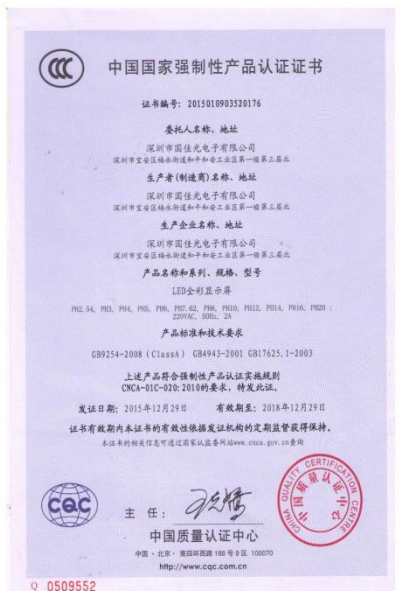 CCC
中国国家强制性产品认证证书
证书编号: 2015010903520176
委托人名称、地址
深圳市国佳光电子有限公司
深圳市宝安区福永街道和平和安工业区第一幢第三层北
生产者(制造商)名称、地址
深圳市国佳光电子有限公司
深圳市宝安区福永街道和平和安工业区第一幢第三层北
生产企业名称、地址
深圳市国佳光电子有限公司
深圳市宝安区福永街道和平和安工业区第一幢第三层北
产品名称和系列、规格、型号
LED全彩显示屏
PH2.54, PH3, PH4, PH5, PH6, PH7.62, PH8, PH10, PH12, PH14, PH16, PH20 :
220VAC, 50Hz, 2A
产品标准和技术要求
GB9254-2008 (ClassA) GB4943-2001 GB17625.1-2003
上述产品符合强制性产品认证实施规则
CNCA-01C-020:2010的要求, 特发此证。
发证日期: 2015年12月29日 有效期至: 2018年12月29日
证书有效期内本证书的有效性依据发证机构的定期监督获得保持。
本证书的相关信息可通过国家认监委网站www.cnca.gov.cn查询
CQC
主 任:
中国质量认证中心
中国·北京·南四环西路 188 号 9 区 100070
http://www.cqc.com.cn
CHINA QUALITY CERTIFICATION CENTRE
中国质量认证中心
Q 0509552